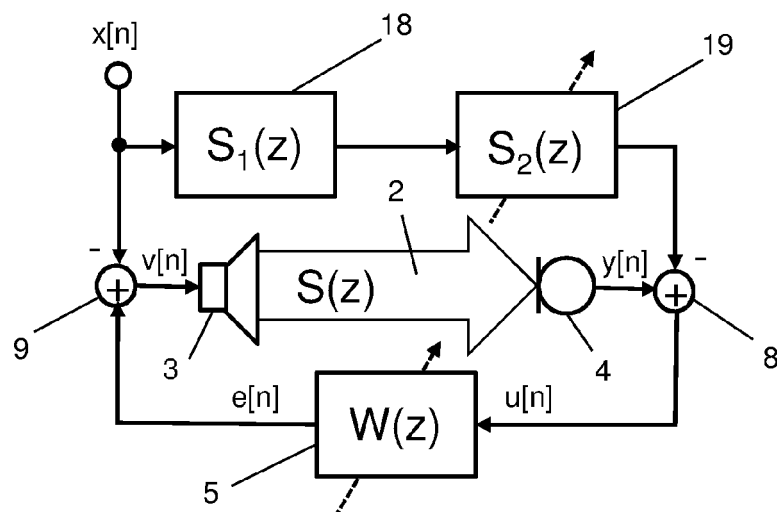 x[n]
18
19
S₁(z)
S₂(z)
2
-
-
v[n]
S(z)
y[n]
+
+
9
3
4
8
e[n]
W(z)
u[n]
5